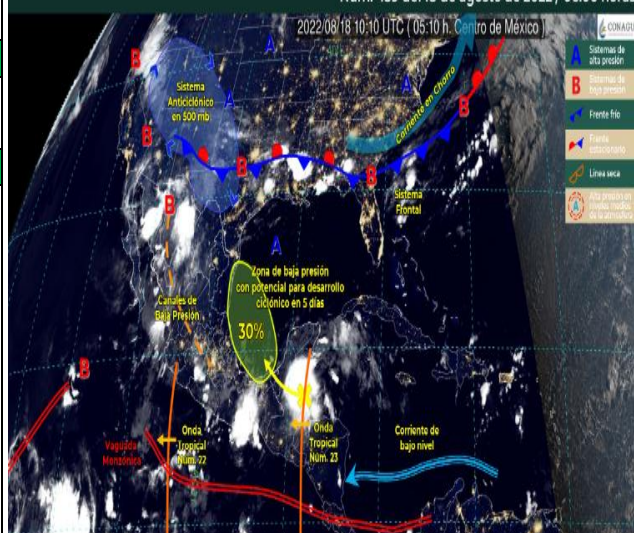 2022/08/18 10:10 UTC ( 05:10 h. Centro de México )
CONAGUA
A Sistemas de
alta presión
B Sistemas de
baja presión
Frente frío
Frente
estacionario
Línea seca
A Alta presión en
niveles medios
de la atmósfera
A
B
Sistema
Anticiclónico
en 500 mb.
A
A
Corriente en Chorro
B
B
B
B
Sistema
Frontal
B
A
Zona de baja presión
con potencial para desarrollo
ciclónico en 5 días
30%
Canales de
Baja Presión
B
Vaguada
Monzónica
Onda
Tropical
Núm. 22
Onda
Tropical
Núm. 23
Corriente de
bajo nivel